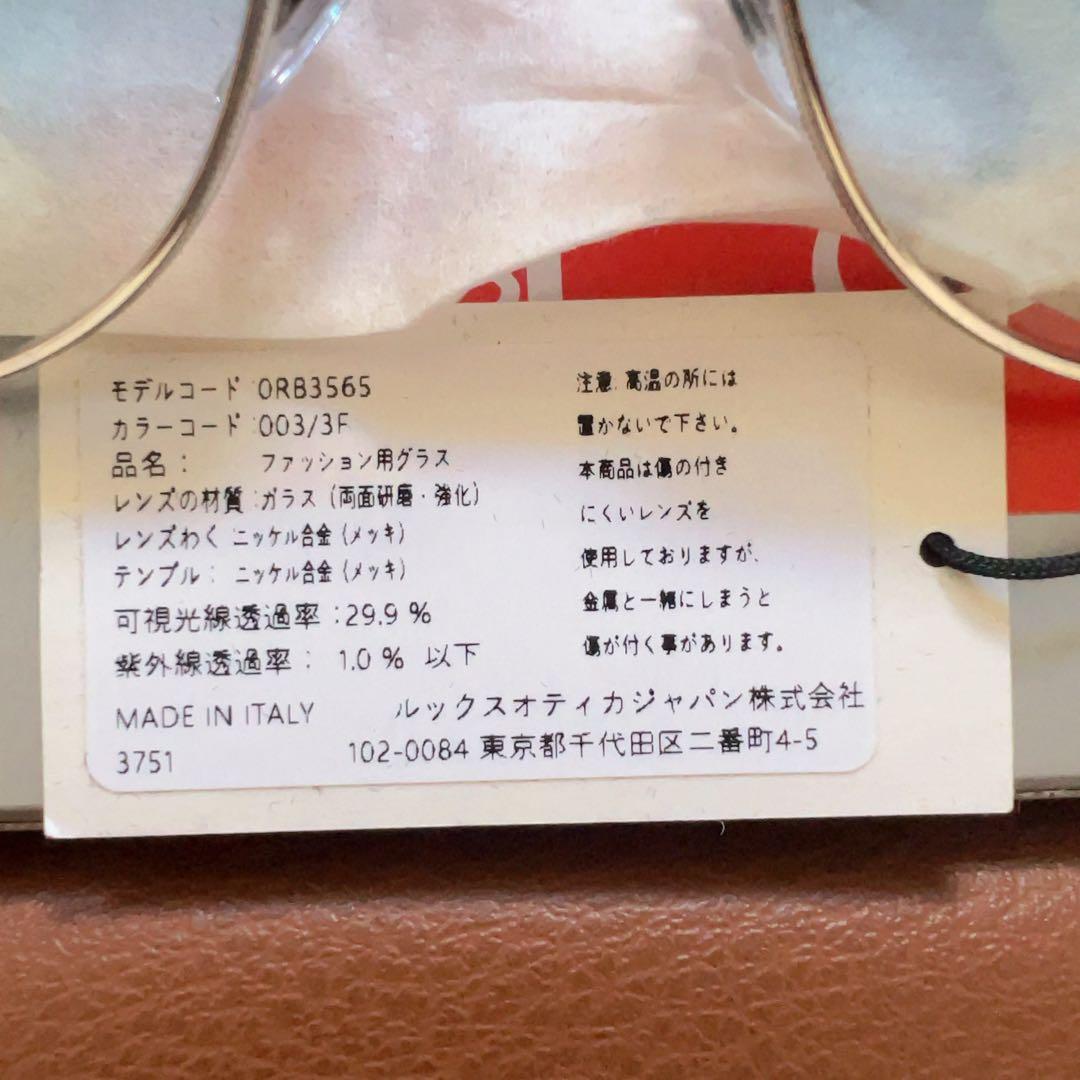 モデルコード :0RB3565
カラーコード :003/3F
品名： ファッション用グラス
レンズの材質 :ガラス (両面研磨・強化)
レンズわく ニッケル合金 (メッキ)
テンプル： ニッケル合金 (メッキ)
可視光線透過率 :29.9 %
紫外線透過率： 1.0 % 以下
MADE IN ITALY
3751
注意. 高温の所には
置かないで下さい。
本商品は傷の付き
にくいレンズを
使用しておりますが、
金属と一緒にしまうと
傷が付く事があります。
ルックスオティカジャパン株式会社
102-0084 東京都千代田区二番町4-5